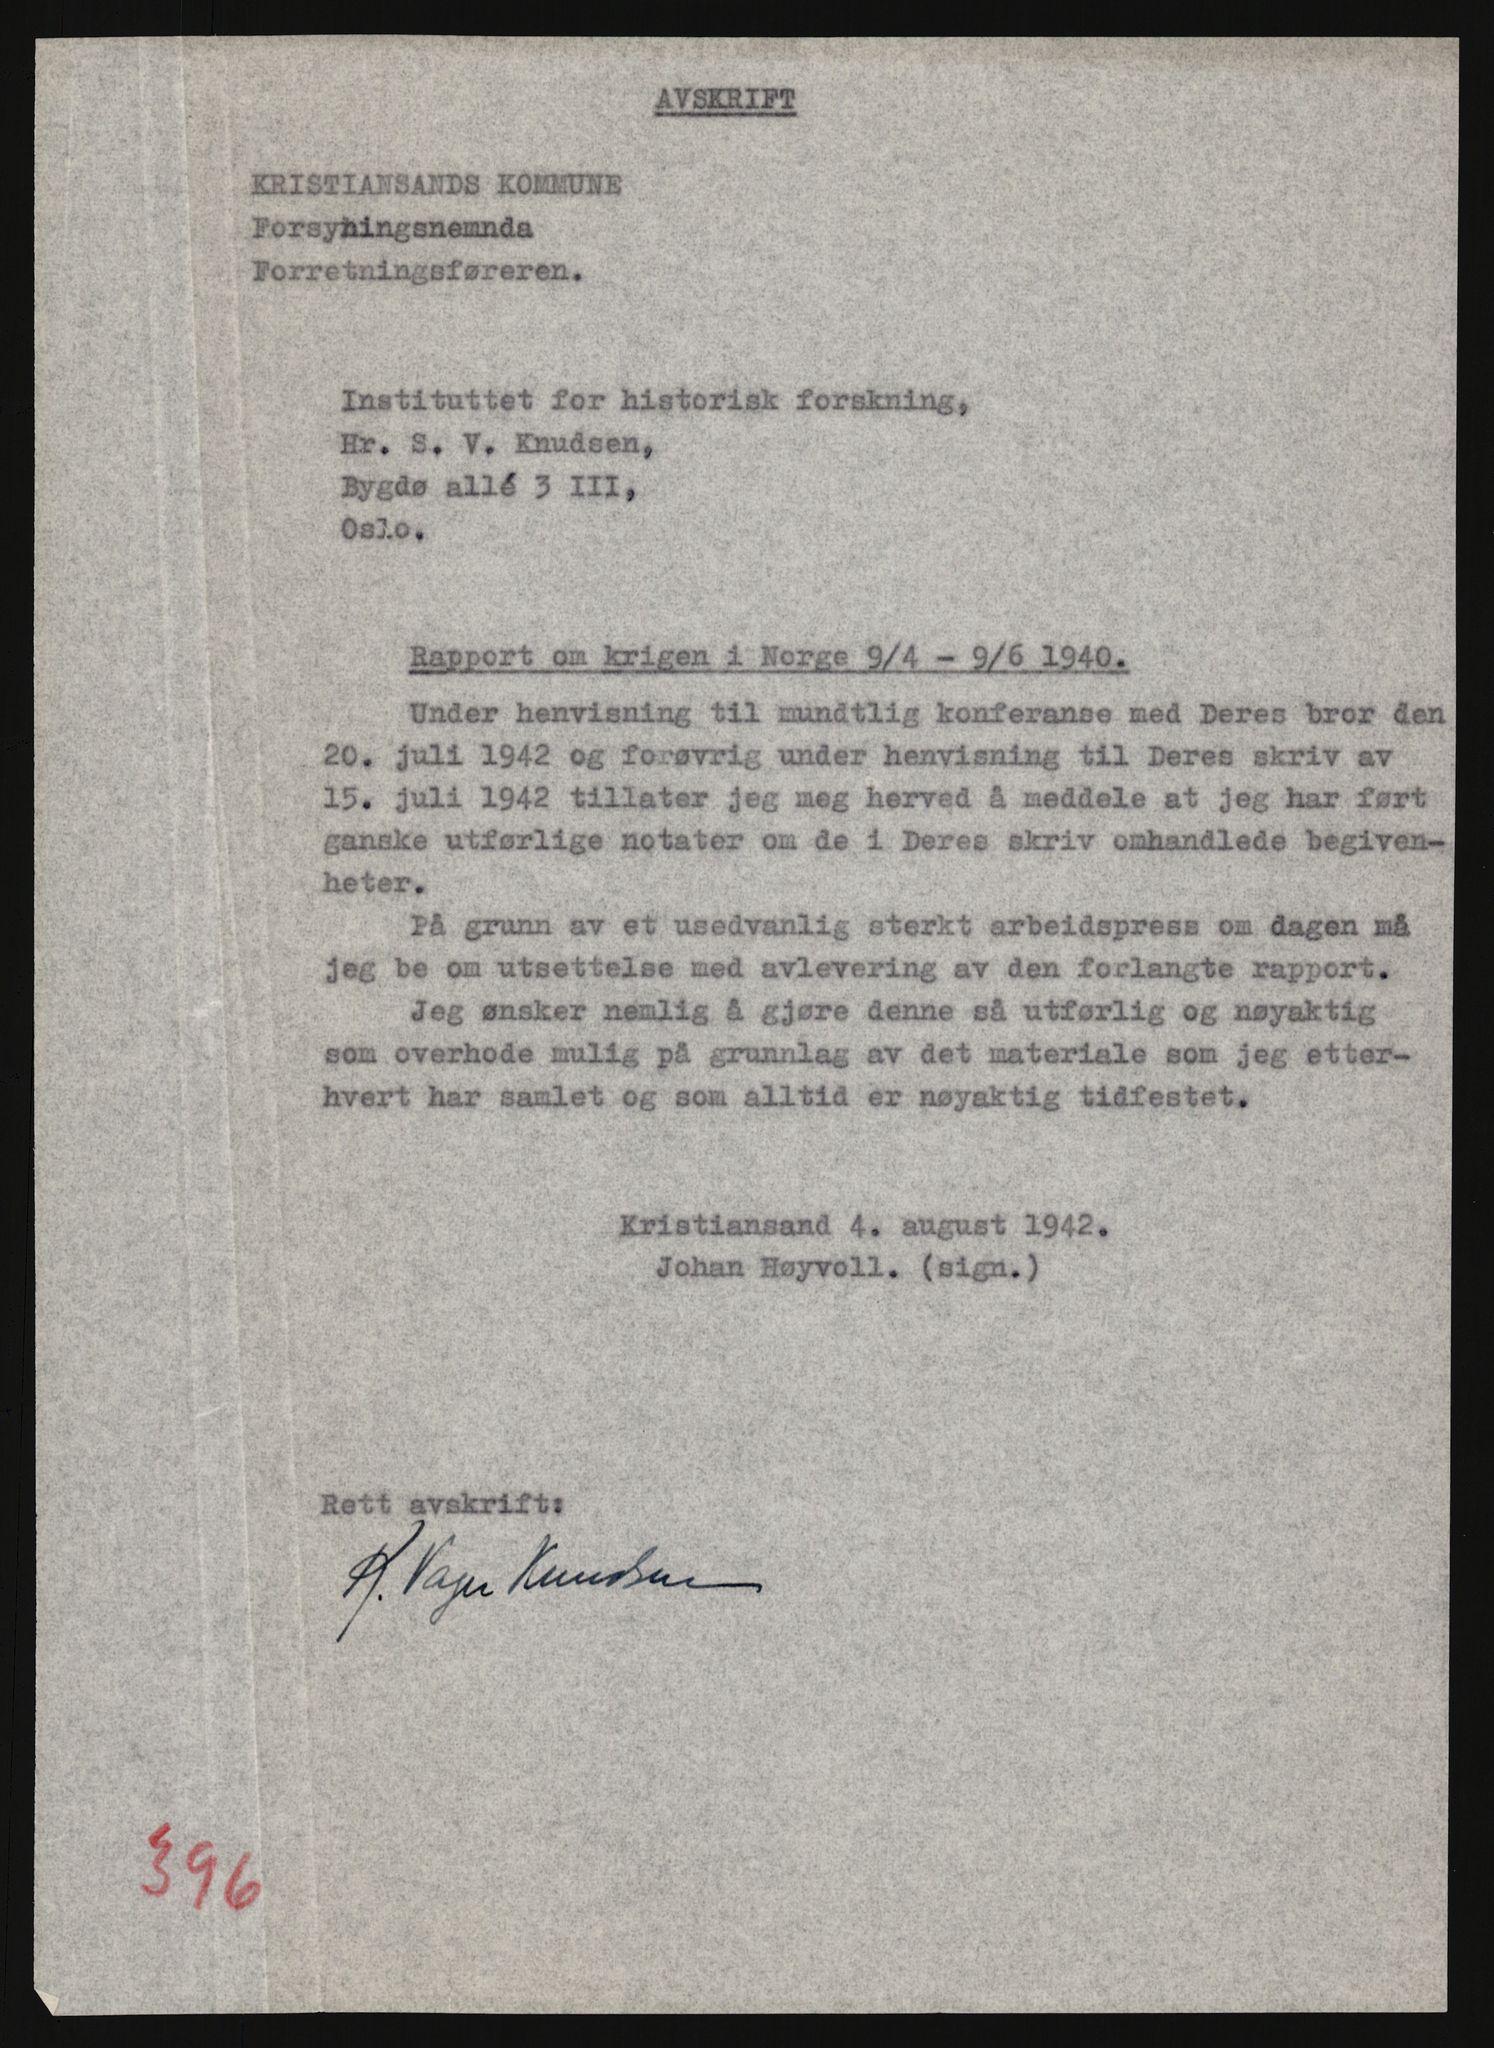 AVSKRIFT
KRISTIANSANDS KOMMUNE
Forsyningsnemnda
Forretningsføreren.
Instituttet for historisk forskning,
Hr. S. V. Knudsen,
Bygdø allé 3 III,
Oslo.
Rapport om krigen i Norge 9/4 - 9/6 1940.
Under henvisning til mundtlig konferanse med Deres bror den
20. juli 1942 og forøvrig under henvisning til Deres skriv av
15. juli 1942 tillater jeg meg herved å meddele at jeg har ført
ganske utførlige notater om de i Deres skriv omhandlede begiven-
heter.
På grunn av et usedvanlig sterkt arbeidspress om dagen må
jeg be om utsettelse med avlevering av den forlangte rapport.
Jeg ønsker nemlig å gjøre denne så utførlig og nøyaktig
som overhode mulig på grunnlag av det materiale som jeg etter-
hvert har samlet og som alltid er nøyaktig tidfestet.
Kristiansand 4. august 1942.
Johan Høyvoll. (sign.)
Rett avskrift:
K. Knudsen
396